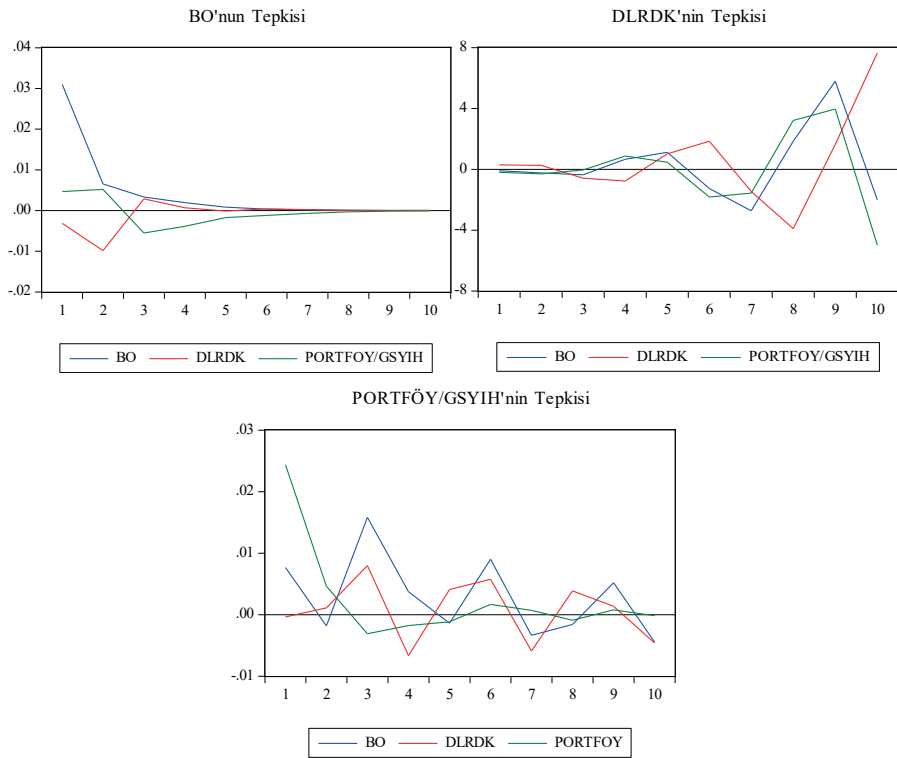 BO'nun Tepkisi
.04
.03
.02
.01
.00
-.01
-.02
1 2 3 4 5 6 7 8 9 10
BO DLRDK PORTFOY/GSYIH
DLRDK'nin Tepkisi
8
4
0
-4
-8
1 2 3 4 5 6 7 8 9 10
BO DLRDK PORTFOY/GSYIH
PORTFÖY/GSYIH'nin Tepkisi
.03
.02
.01
.00
-.01
1 2 3 4 5 6 7 8 9 10
BO DLRDK PORTFOY